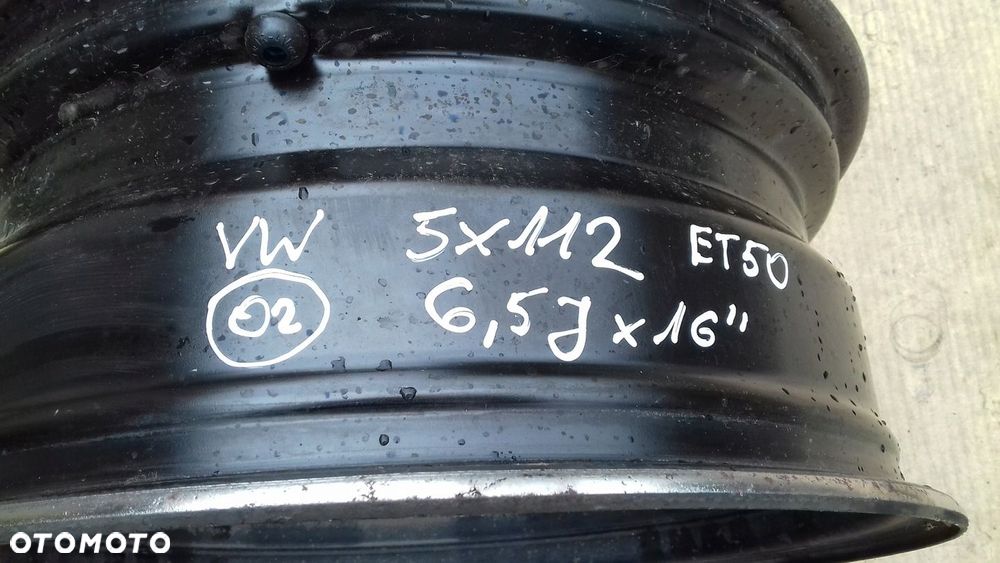 VW 5x112 ET50
02 6,5J x 16"
OTOMOTO